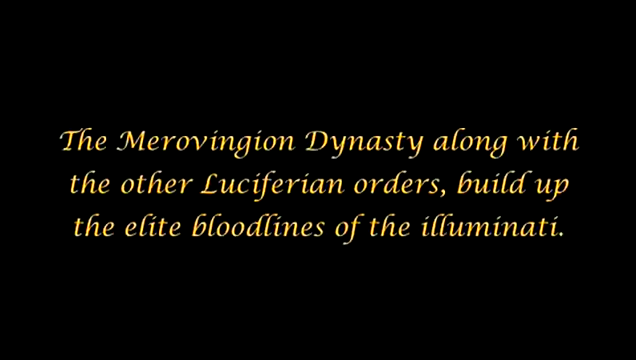 The Merovingion Dynasty along with
the other Luciferian orders, build up
the elite bloodlines of the illuminati.